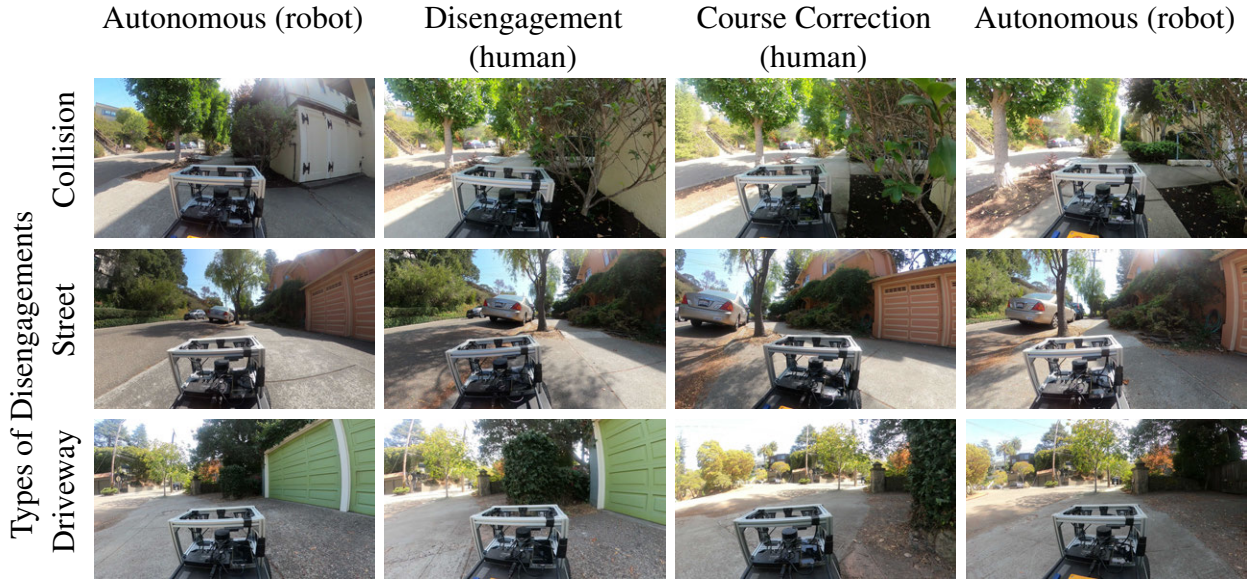 Autonomous (robot)
Disengagement
(human)
Course Correction
(human)
Autonomous (robot)
Types of Disengagements
Collision
Street
Driveway